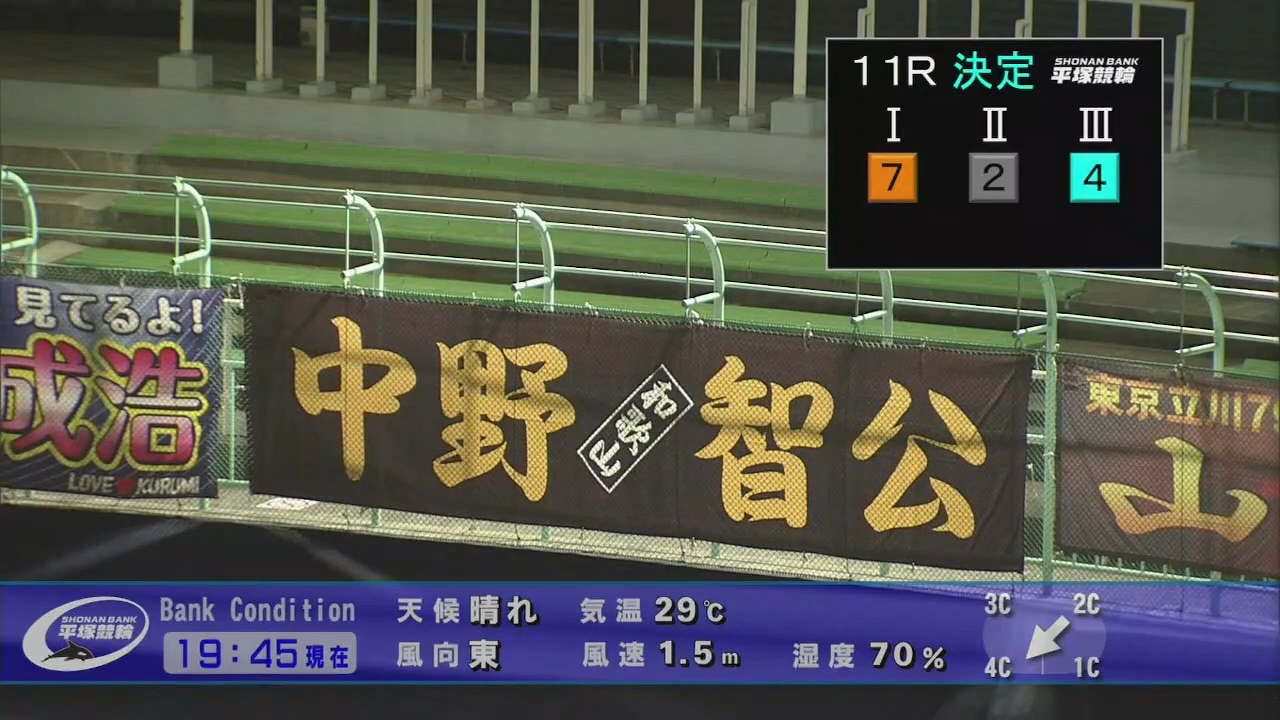 11R 決定 SHONAN BANK 平塚競輪
Ⅰ Ⅱ Ⅲ
7 2 4
見てるよ!
成浩
LOVE KURUMI
中野智公
和歌山
東京立川
山
SHONAN BANK
平塚競輪
Bank Condition
19:45現在
天候 晴れ 気温 29℃
風向 東 風速 1.5m 湿度 70%
3C 2C
4C 1C